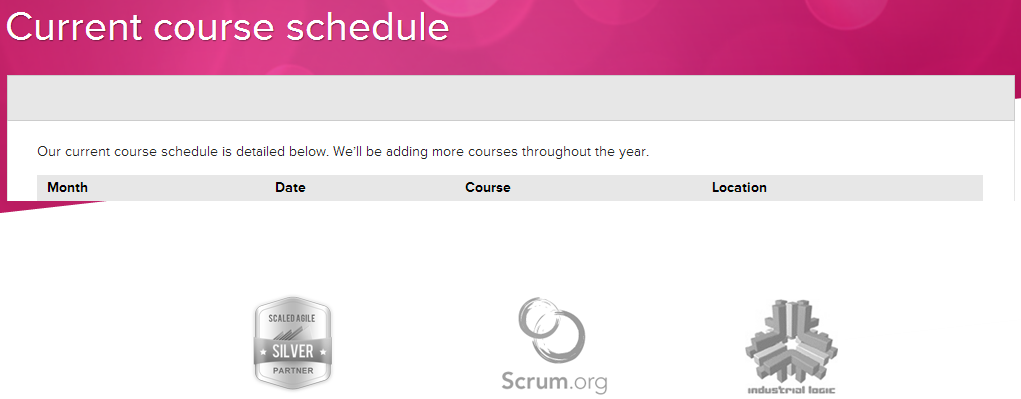 Current course schedule
Our current course schedule is detailed below. We'll be adding more courses throughout the year.
Month Date Course Location
SCALED AGILE
SILVER
PARTNER
Scrum.org
industrial logic